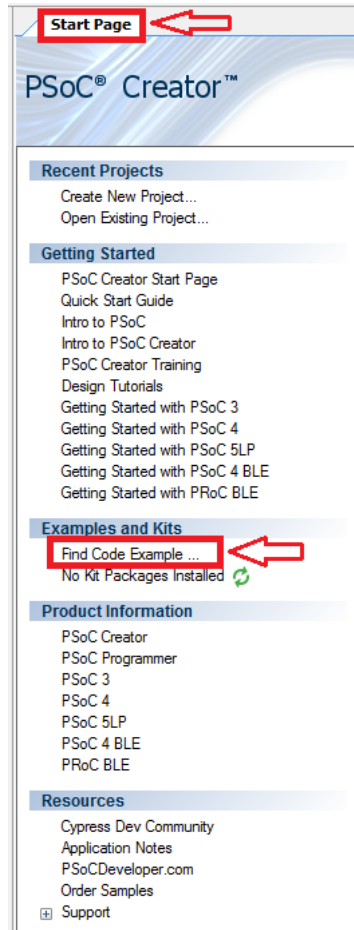 Start Page
PSoC® Creator™
Recent Projects
Create New Project...
Open Existing Project...
Getting Started
PSoC Creator Start Page
Quick Start Guide
Intro to PSoC
Intro to PSoC Creator
PSoC Creator Training
Design Tutorials
Getting Started with PSoC 3
Getting Started with PSoC 4
Getting Started with PSoC 5LP
Getting Started with PSoC 4 BLE
Getting Started with PRoC BLE
Examples and Kits
Find Code Example ...
No Kit Packages Installed
Product Information
PSoC Creator
PSoC Programmer
PSoC 3
PSoC 4
PSoC 5LP
PSoC 4 BLE
PRoC BLE
Resources
Cypress Dev Community
Application Notes
PSoCDeveloper.com
Order Samples
Support